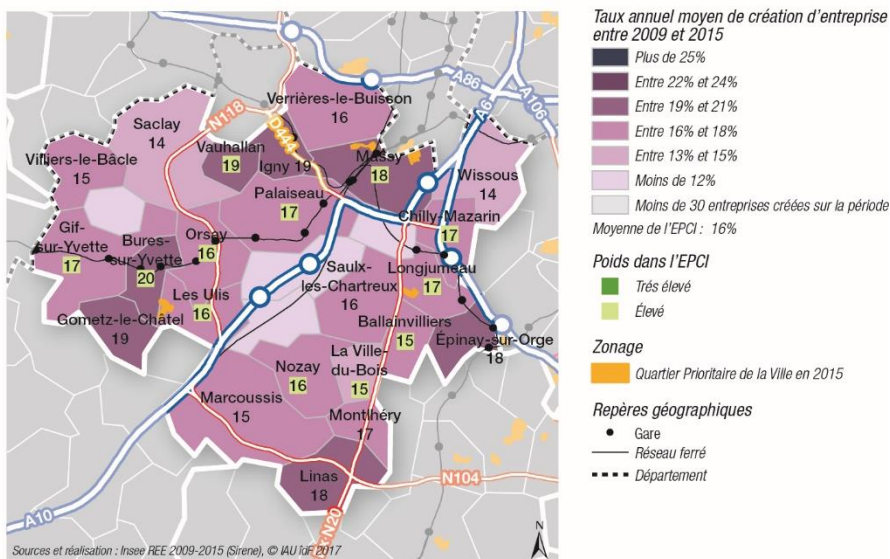 A86
A106
A6
N118
D444
Verrières-le-Buisson
16
Saclay
14
Vauhallan
19
Igny 19
Massy
18
Villiers-le-Bâcle
15
Wissous
14
Palaiseau
17
Chilly-Mazarin
17
Gif-
sur-Yvette
17
Bures-
sur-Yvette
20
Orsay
16
Saulx-
les-Chartreux
16
Longjumeau
17
Les Ulis
16
Gometz-le-Châtel
19
Ballainvilliers
15
Épinay-sur-Orge
18
Nozay
16
La Ville-
du-Bois
15
Marcoussis
15
Montlhéry
17
Linas
18
N104
A10
N20
N
Sources et réalisation : Insee REE 2009-2015 (Sirene), © IAU îdF 2017
Taux annuel moyen de création d'entreprise
entre 2009 et 2015
Plus de 25%
Entre 22% et 24%
Entre 19% et 21%
Entre 16% et 18%
Entre 13% et 15%
Moins de 12%
Moins de 30 entreprises créées sur la période
Moyenne de l'EPCI : 16%
Poids dans l'EPCI
Trés élevé
Élevé
Zonage
Quartier Prioritaire de la Ville en 2015
Repères géographiques
Gare
Réseau ferré
Département